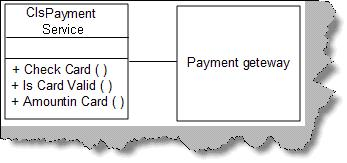 ClsPayment
Service
+ Check Card ( )
+ Is Card Valid ( )
+ Amountin Card ( )
Payment geteway